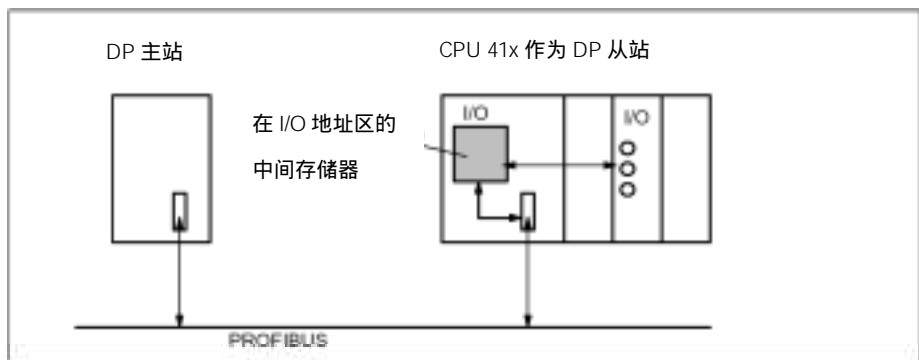 DP 主站
CPU 41x 作为 DP 从站
在 I/O 地址区的
中间存储器
I/O
I/O
PROFIBUS